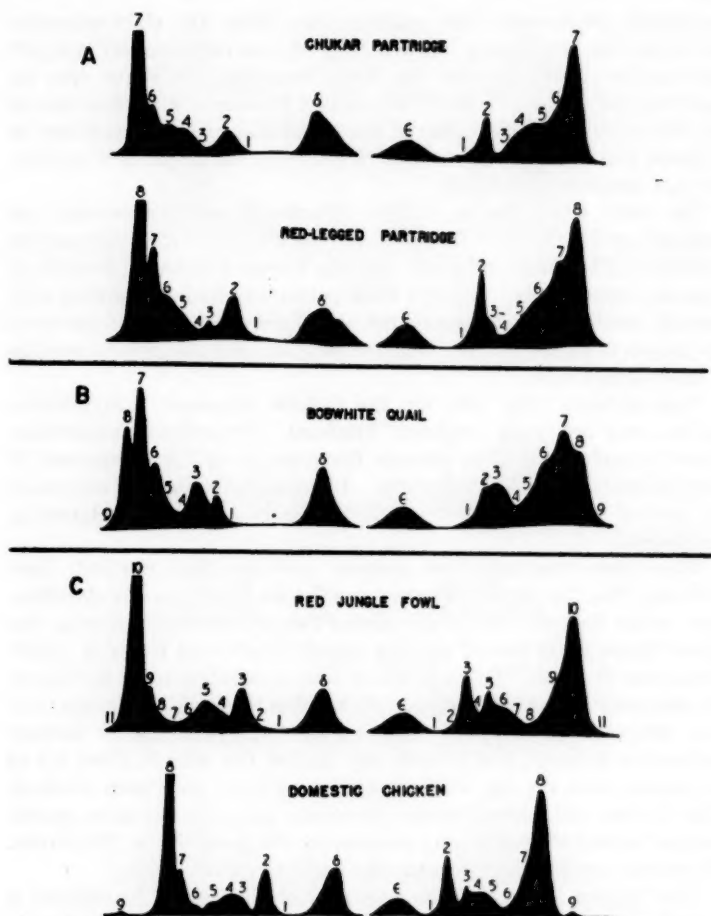 A
CHUKAR PARTRIDGE
7 6 5 4 3 2 1 δ ϵ 1 2 3 4 5 6 7
RED-LEGGED PARTRIDGE
8 7 6 5 4 3 2 1 δ ϵ 1 2 3- 4 5 6 7 8
B
BOBWHITE QUAIL
9 8 7 6 5 4 3 2 1 δ ϵ 1 2 3 4 5 6 7 8 9
C
RED JUNGLE FOWL
11 10 9 8 7 6 5 4 3 2 1 δ ϵ 1 2 3 4 5 6 7 8 9 10 11
DOMESTIC CHICKEN
9 7 6 5 4 3 2 1 δ ϵ 1 2 3 4 5 6 7 8 9